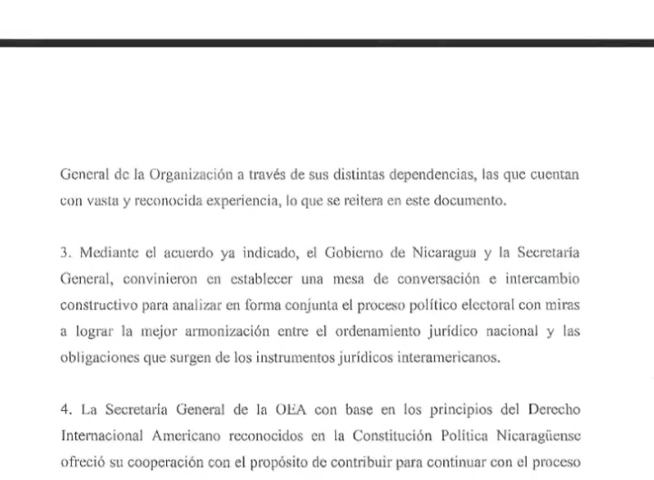 General de la Organización a través de sus distintas dependencias, las que cuentan
con vasta y reconocida experiencia, lo que se reitera en este documento.
3. Mediante el acuerdo ya indicado, el Gobierno de Nicaragua y la Secretaría
General, convinieron en establecer una mesa de conversación e intercambio
constructivo para analizar en forma conjunta el proceso político electoral con miras
a lograr la mejor armonización entre el ordenamiento jurídico nacional y las
obligaciones que surgen de los instrumentos jurídicos interamericanos.
4. La Secretaría General de la OEA con base en los principios del Derecho
Internacional Americano reconocidos en la Constitución Política Nicaragüense
ofreció su cooperación con el propósito de contribuir para continuar con el proceso